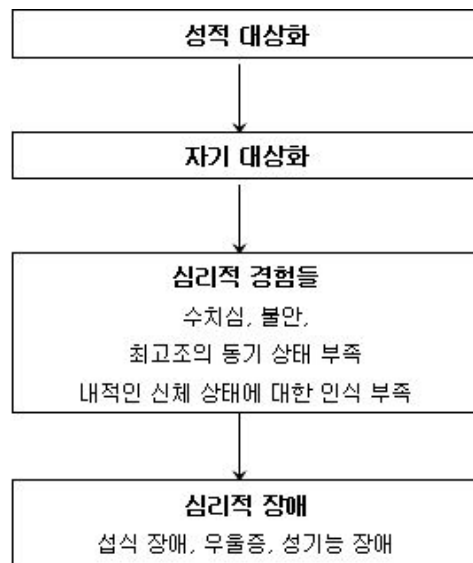 성적 대상화
자기 대상화
심리적 경험들
수치심, 불안,
최고조의 동기 상태 부족
내적인 신체 상태에 대한 인식 부족
심리적 장애
섭식 장애, 우울증, 성기능 장애